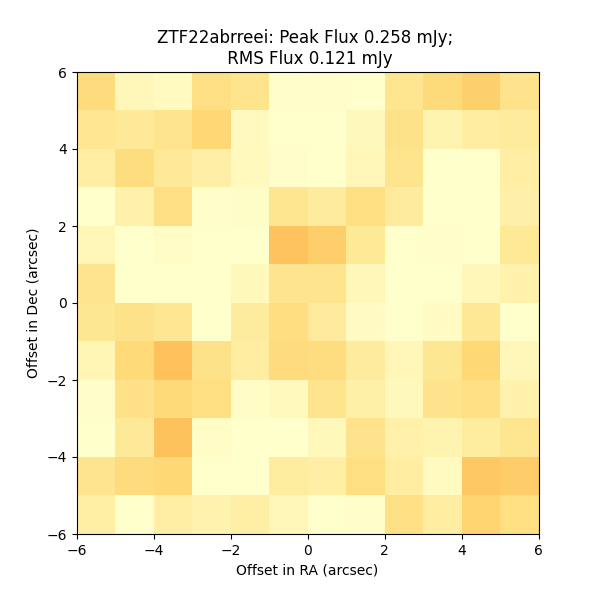 ZTF22abrreei: Peak Flux 0.258 mJy;
RMS Flux 0.121 mJy
6
4
2
0
−2
−4
−6
Offset in Dec (arcsec)
−6 −4 −2 0 2 4 6
Offset in RA (arcsec)